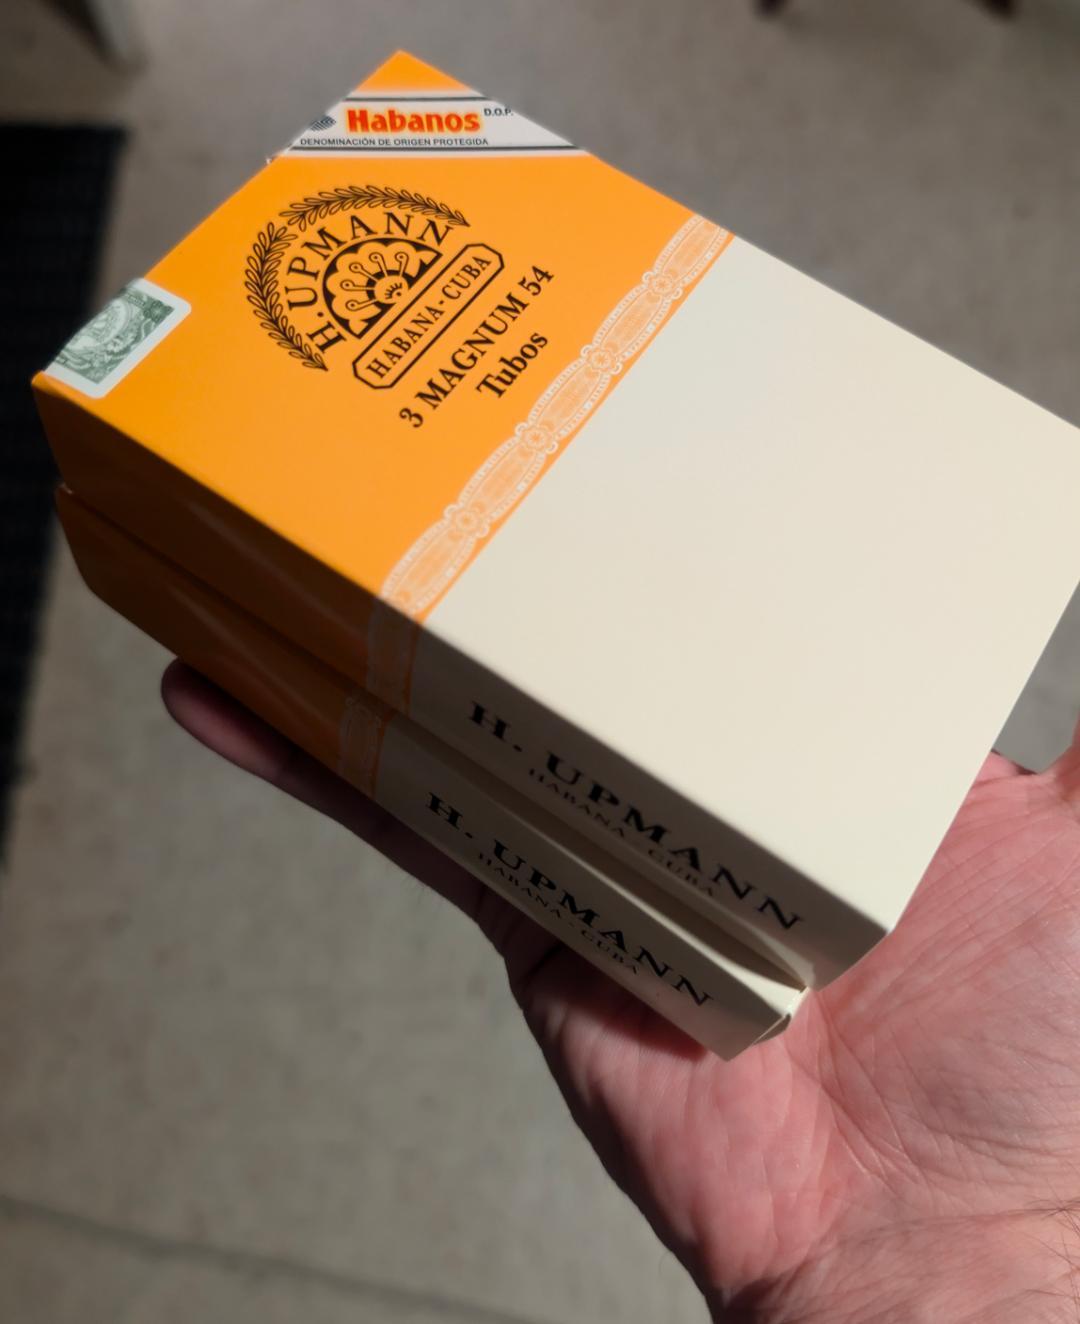 Habanos D.O.P.
DENOMINACIÓN DE ORIGEN PROTEGIDA
H. UPMANN
HABANA · CUBA
3 MAGNUM 54
Tubos
H. UPMANN
HABANA - CUBA
H. UPMANN
HABANA - CUBA